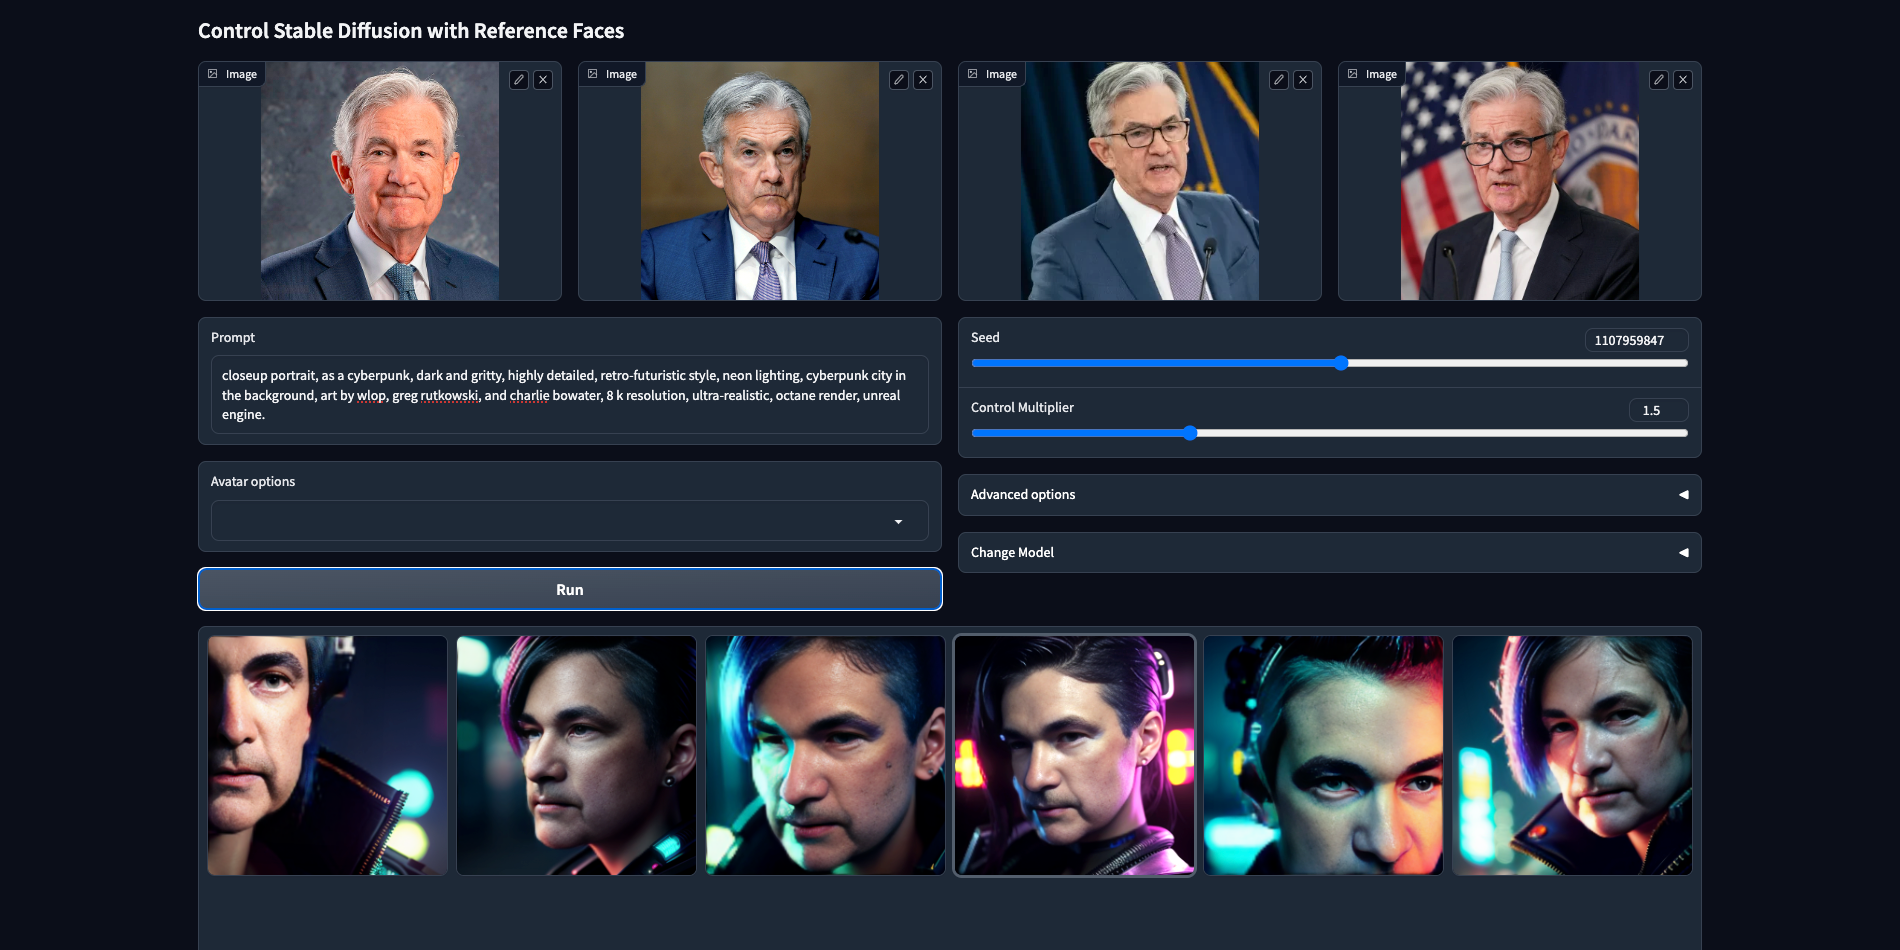 Control Stable Diffusion with Reference Faces
Image
Image
Image
Image
Prompt
closeup portrait, as a cyberpunk, dark and gritty, highly detailed, retro-futuristic style, neon lighting, cyberpunk city in
the background, art by wlop, greg rutkowski, and charlie bowater, 8 k resolution, ultra-realistic, octane render, unreal
engine.
Seed
1107959847
Control Multiplier
1.5
Avatar options
Advanced options
Change Model
Run